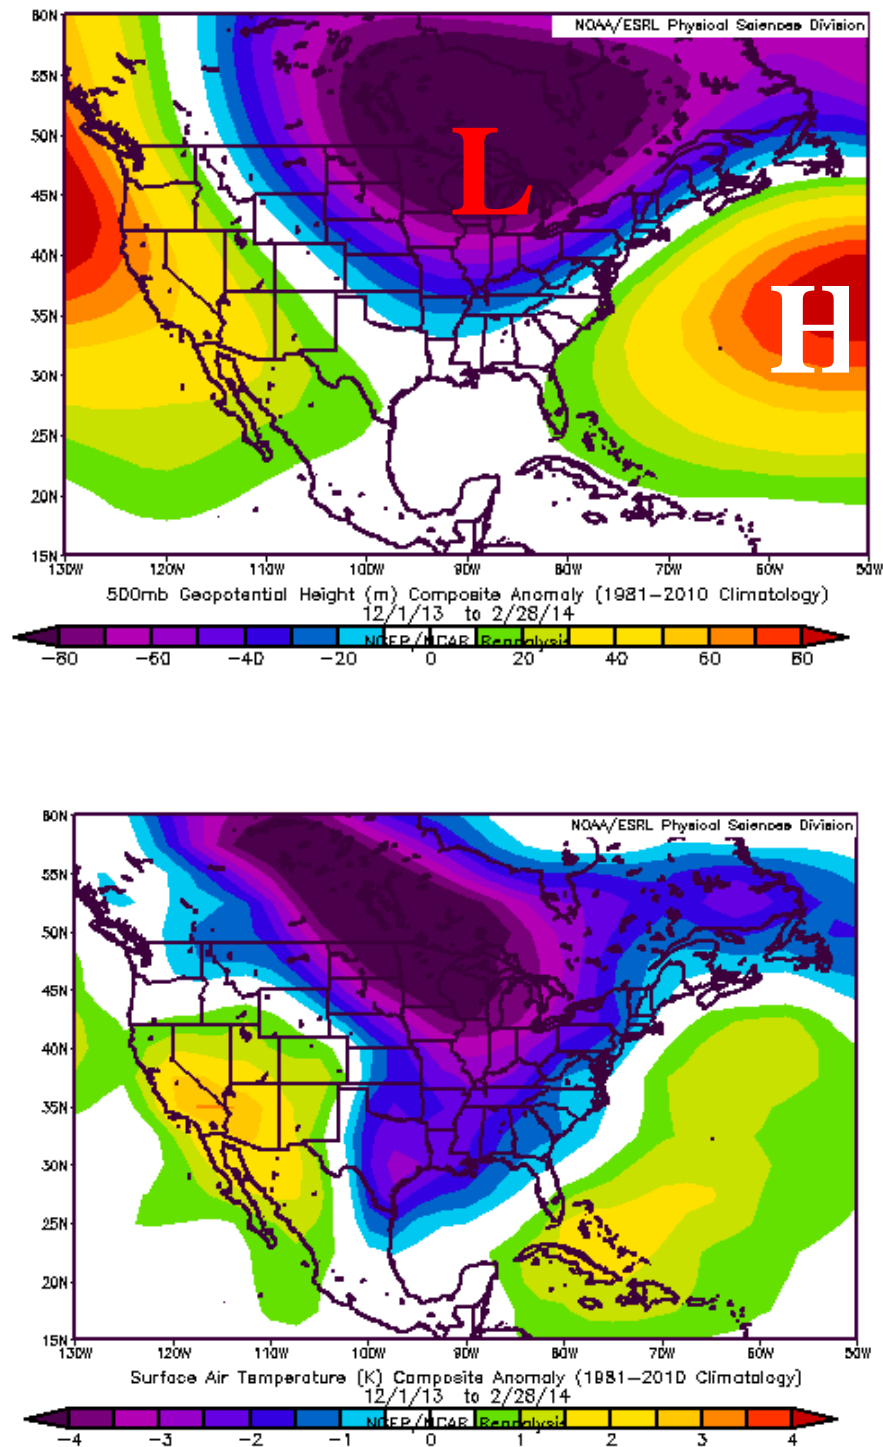 NOAA/ESRL Physical Sciences Division
60N
55N
50N
45N
40N
35N
30N
25N
20N
15N
L
H
130W 120W 110W 100W 90W 80W 70W 60W 50W
500mb Geopotential Height (m) Composite Anomaly (1981–2010 Climatology)
12/1/13 to 2/28/14
NCEP/NCAR Reanalysis
−80 −60 −40 −20 0 20 40 60 80
NOAA/ESRL Physical Sciences Division
60N
55N
50N
45N
40N
35N
30N
25N
20N
15N
130W 120W 110W 100W 90W 80W 70W 60W 50W
Surface Air Temperature (K) Composite Anomaly (1981–2010 Climatology)
12/1/13 to 2/28/14
NCEP/NCAR Reanalysis
−4 −3 −2 −1 0 1 2 3 4